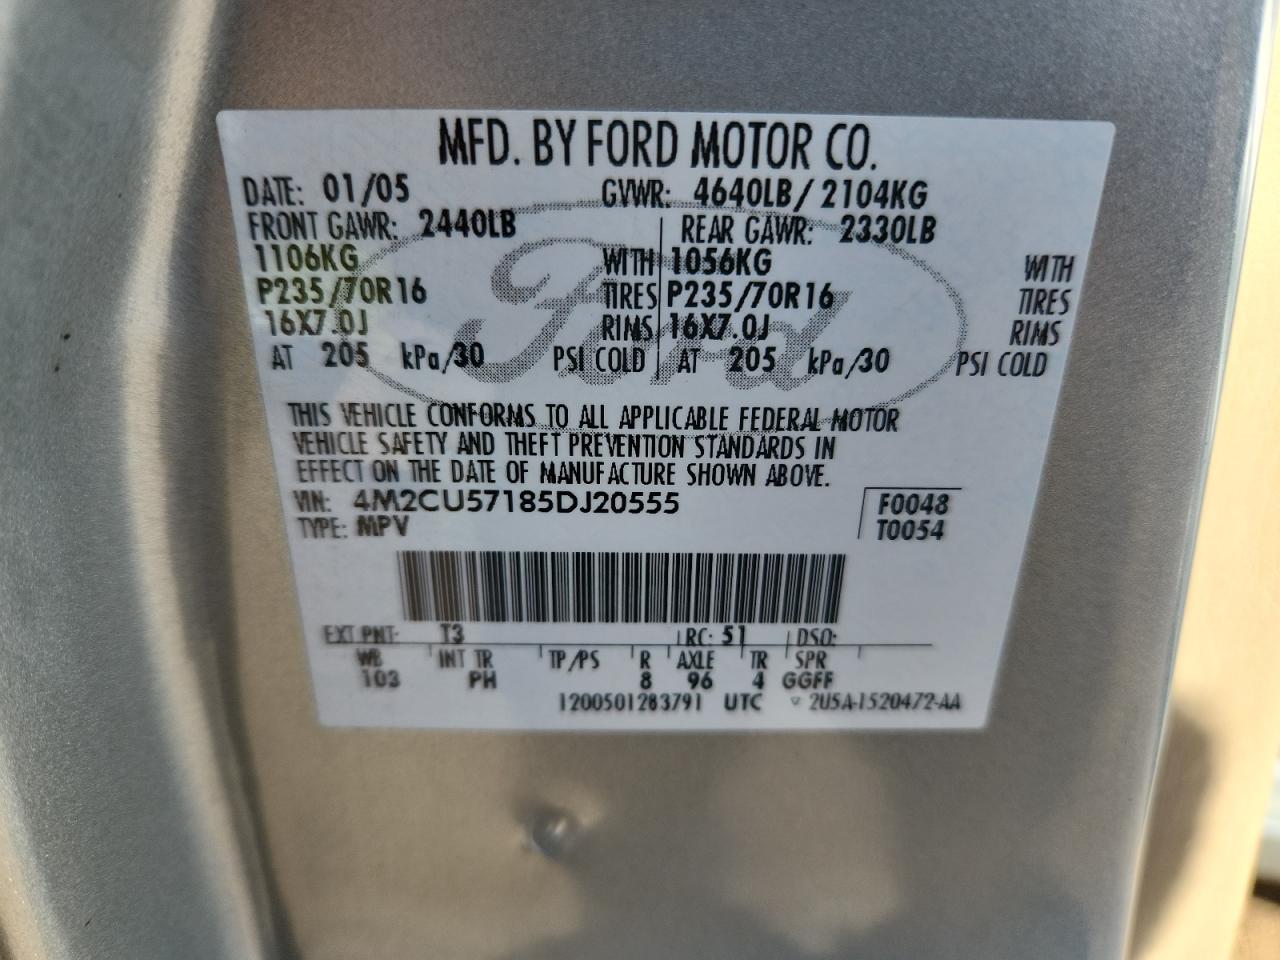 MFD. BY FORD MOTOR CO.
DATE: 01/05 GVWR: 4640LB/2104KG
FRONT GAWR: 2440LB REAR GAWR: 2330LB
1106KG WITH 1056KG WITH
P235/70R16 TIRES P235/70R16 TIRES
16X7.0J RIMS 16X7.0J RIMS
AT 205 kPa/30 PSI COLD AT 205 kPa/30 PSI COLD
Ford
THIS VEHICLE CONFORMS TO ALL APPLICABLE FEDERAL MOTOR
VEHICLE SAFETY AND THEFT PREVENTION STANDARDS IN
EFFECT ON THE DATE OF MANUFACTURE SHOWN ABOVE.
VIN: 4M2CU57185DJ20555 F0048
TYPE: MPV T0054
EXT PNT: T3 RC: 51 DSO:
WB INT TR TP/PS R AXLE TR SPR
103 PH 8 96 4 GGFF
1200501283791 UTC ▽ 2U5A-1520472-AA